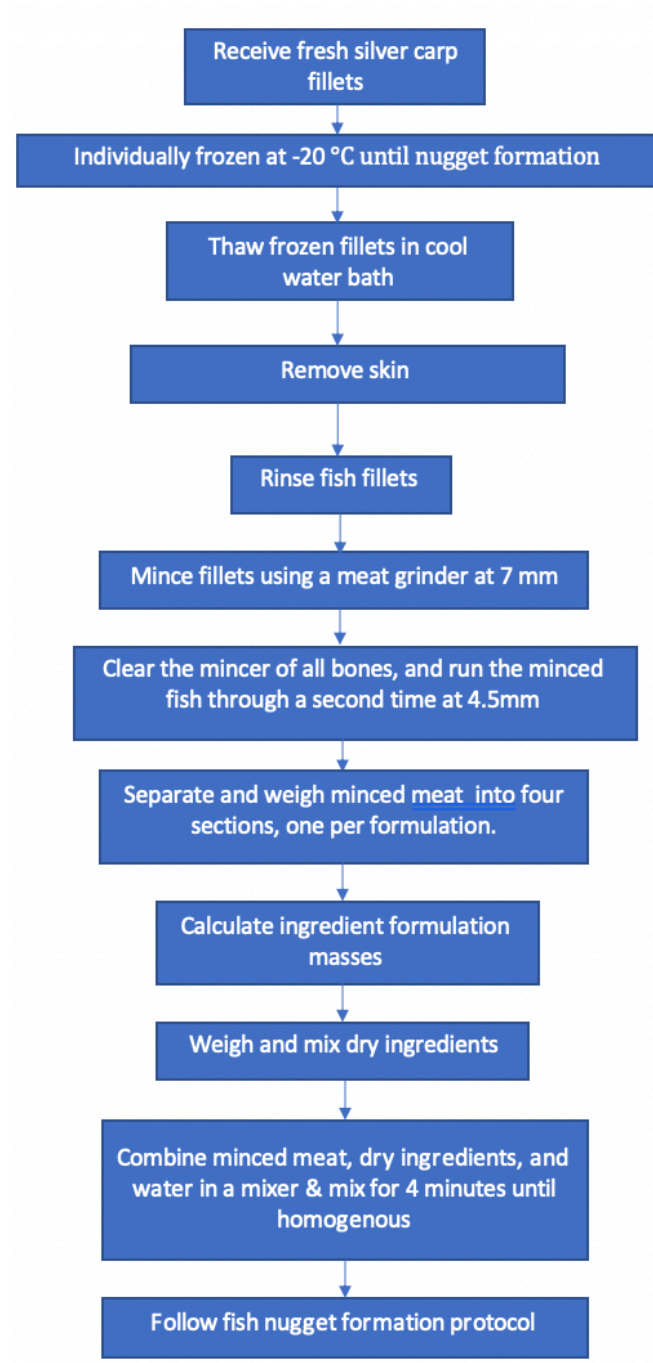 Receive fresh silver carp
fillets
Individually frozen at -20 °C until nugget formation
Thaw frozen fillets in cool
water bath
Remove skin
Rinse fish fillets
Mince fillets using a meat grinder at 7 mm
Clear the mincer of all bones, and run the minced
fish through a second time at 4.5mm
Separate and weigh minced meat  into four
sections, one per formulation.
Calculate ingredient formulation
masses
Weigh and mix dry ingredients
Combine minced meat, dry ingredients, and
water in a mixer & mix for 4 minutes until
homogenous
Follow fish nugget formation protocol